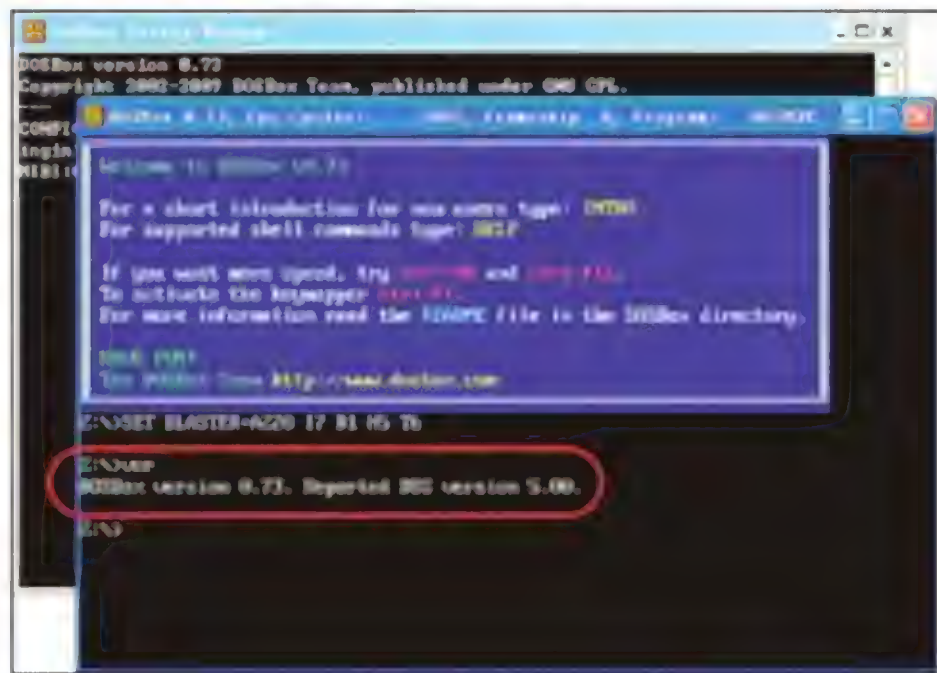 DOSBox version 0.73
Copyright 2002-2009 DOSBox Team, published under GNU GPL.
---
CONFI
MIDI:
Welcome to DOSBox v0.73
For a short introduction for new users type: INTRO
For supported shell commands type: HELP
If you want more speed, try and
To activate the keymapper
For more information read the README file in the DOSBox directory.
HAVE FUN!
The DOSBox Team http://www.dosbox.com
Z:\>SET BLASTER=A220 I7 D1 H5 T6
Z:\>ver
DOSBox version 0.73. Reported DOS version 5.00.
Z:\>